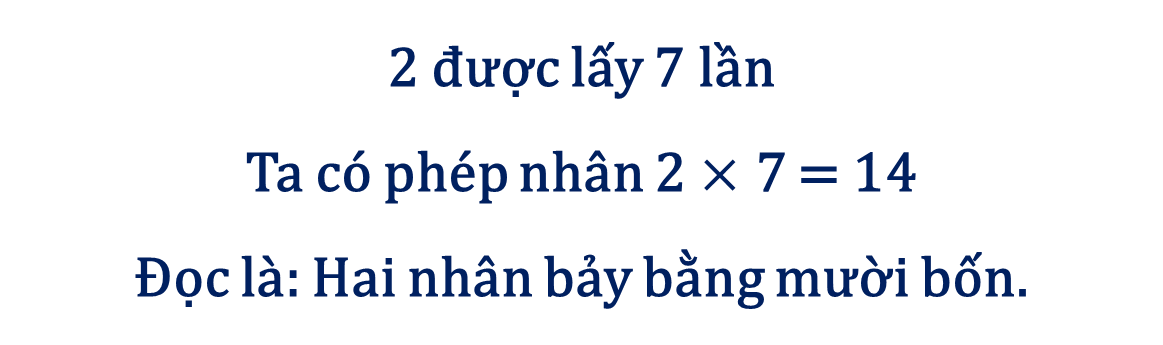 2 được lấy 7 lần
Ta có phép nhân 2 × 7 = 14
Đọc là: Hai nhân bảy bằng mười bốn.